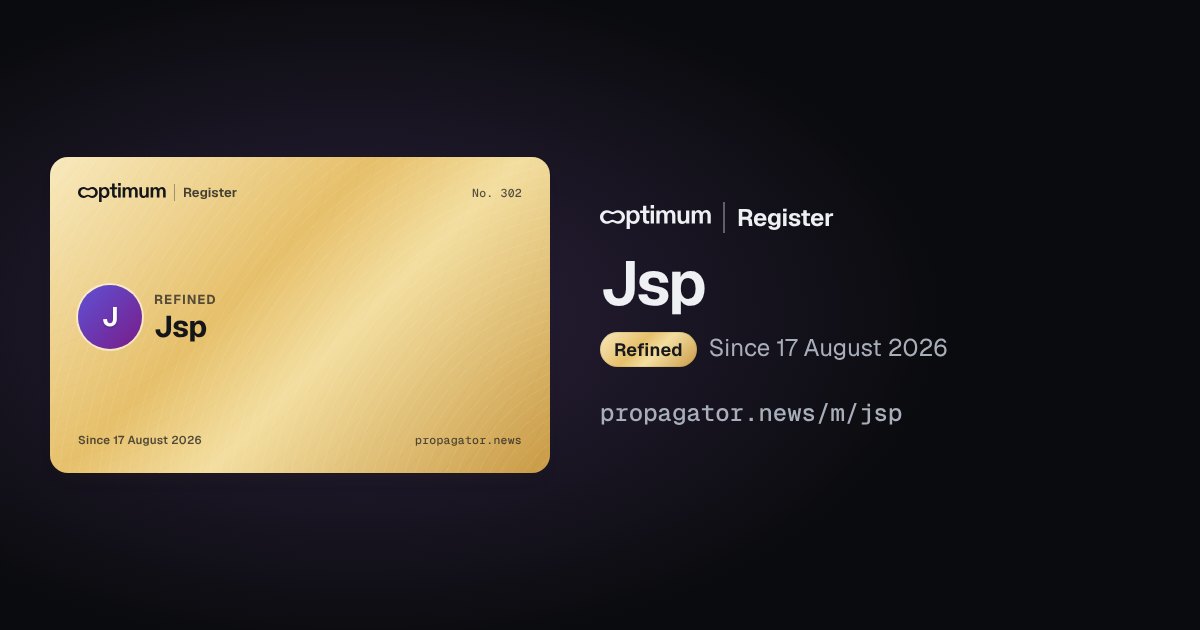 optimum | Register
No. 302
J
REFINED
Jsp
Since 17 August 2026
propagator.news
optimum | Register
Jsp
Refined
Since 17 August 2026
propagator.news/m/jsp